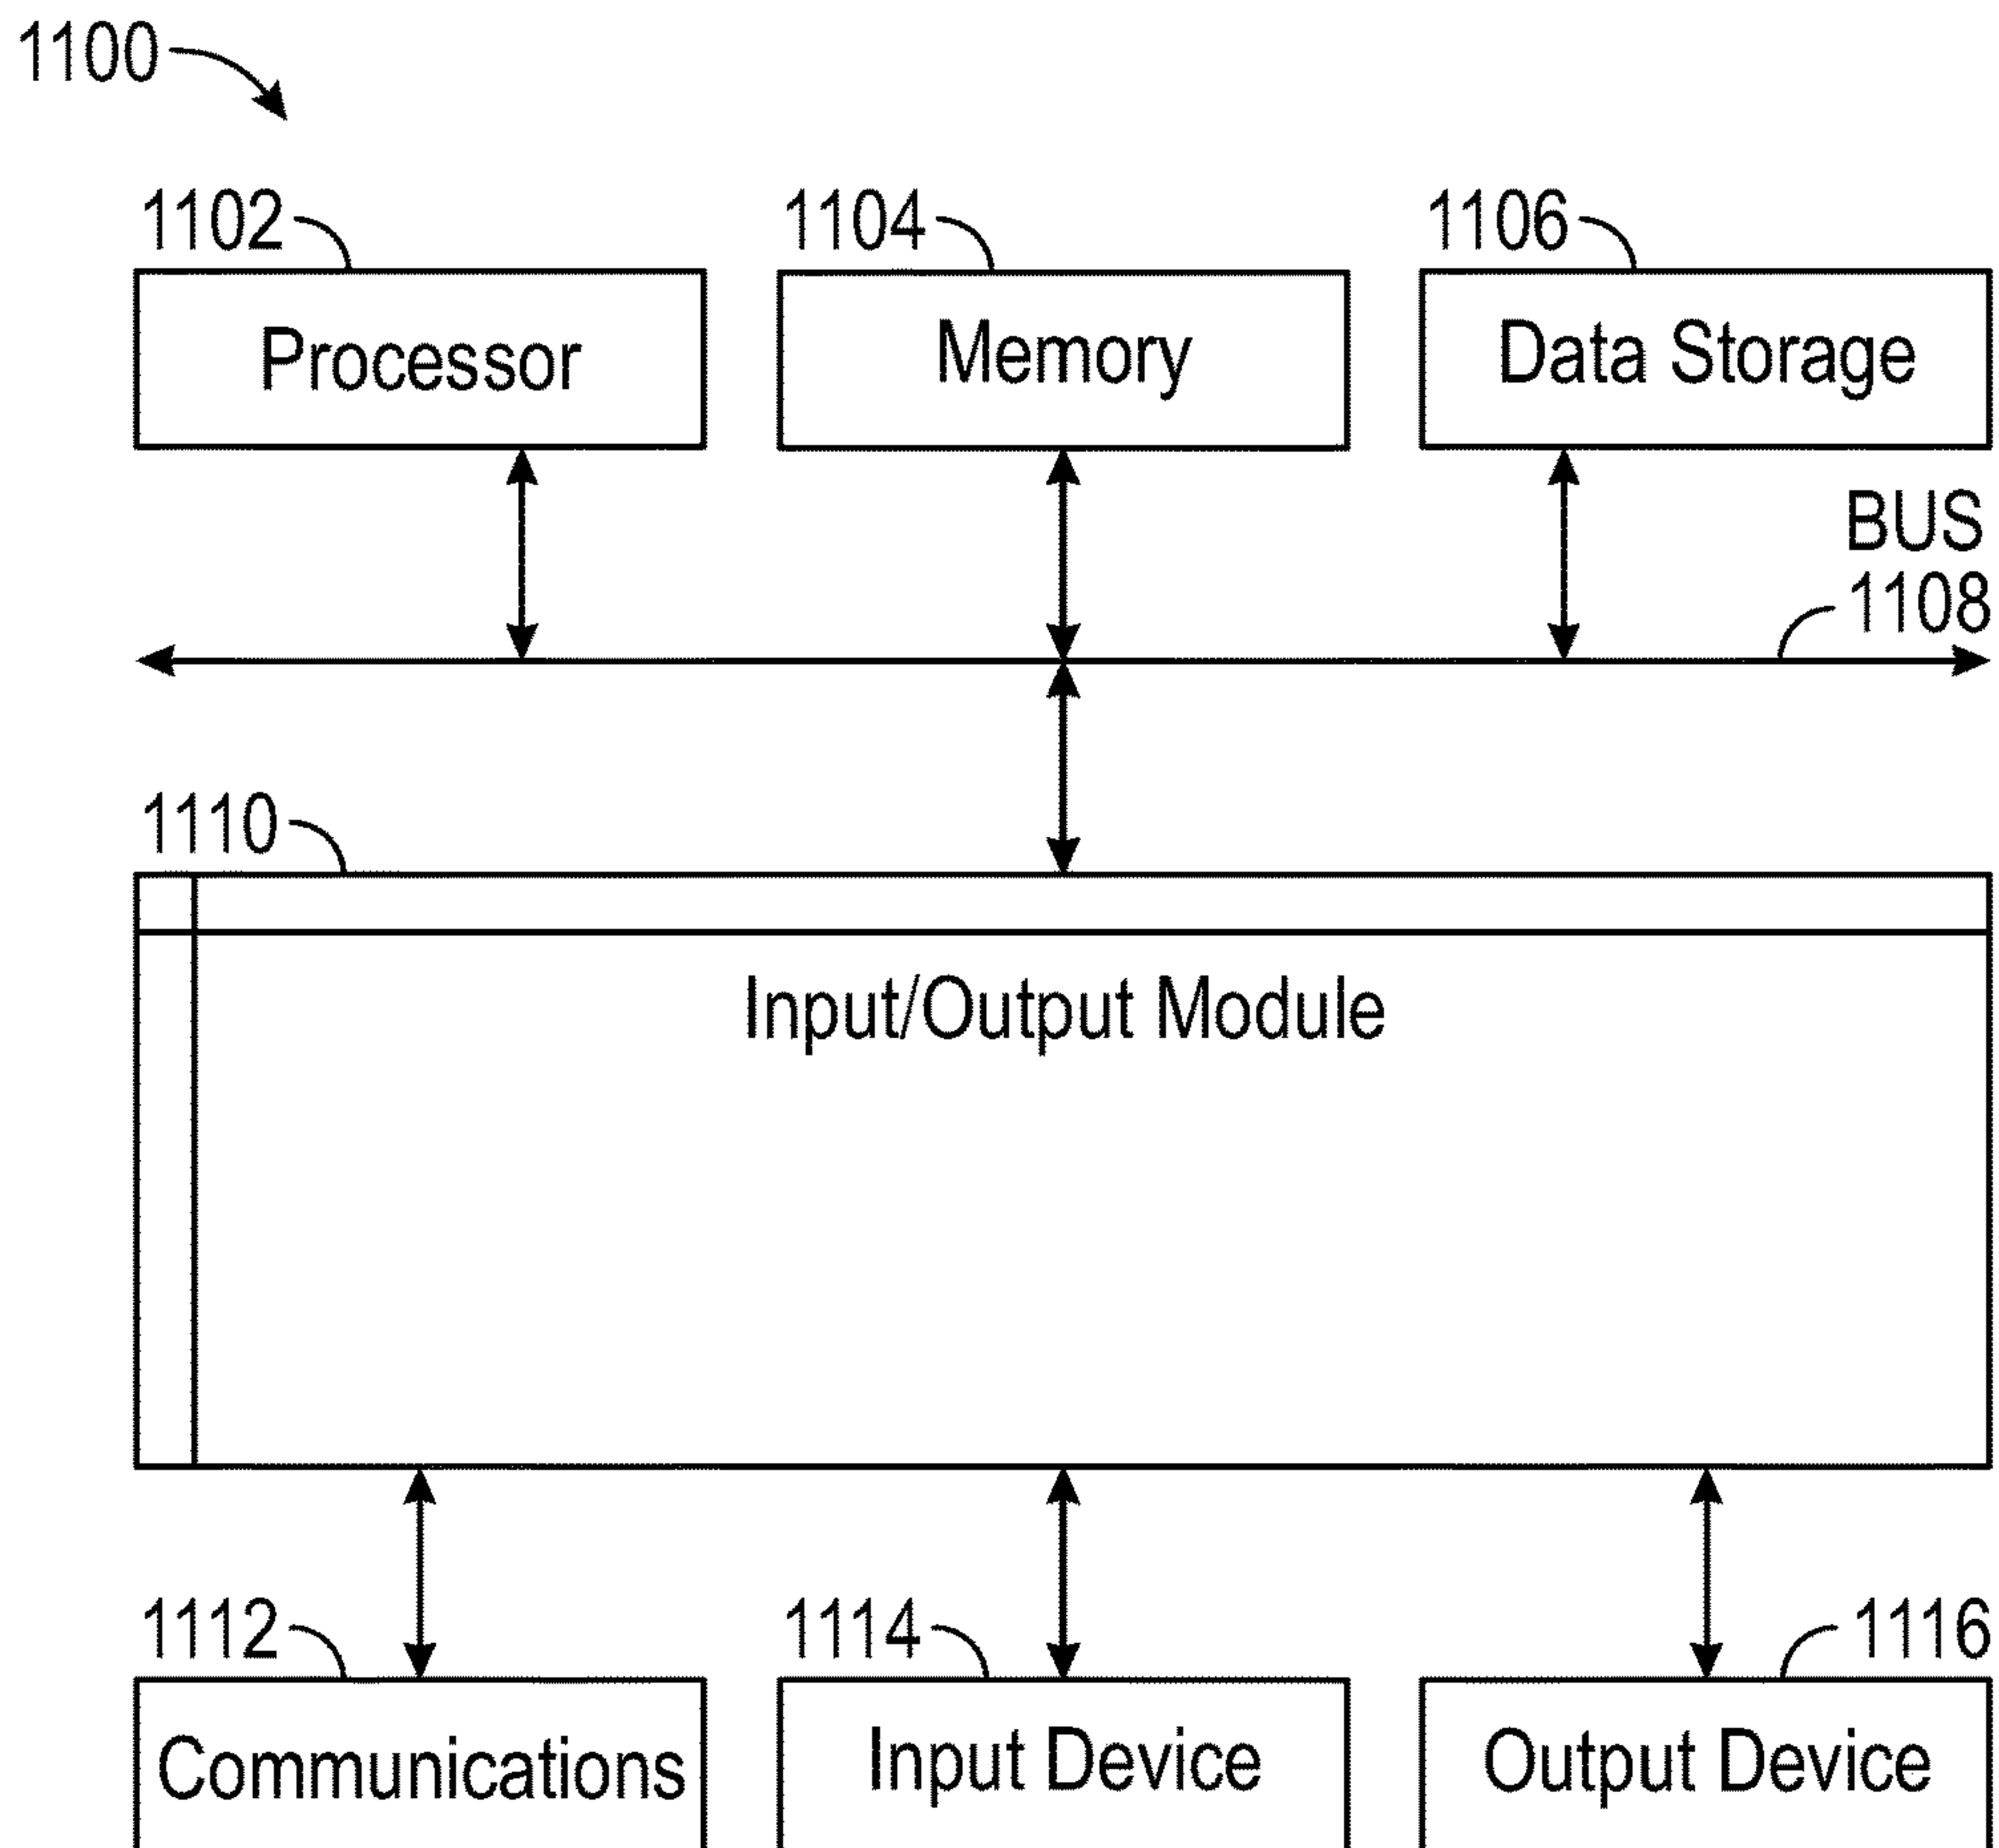 1100
1102
1104
1106
Processor
Memory
Data Storage
BUS
1108
1110
Input/Output Module
1112
1114
1116
Communications
Input Device
Output Device